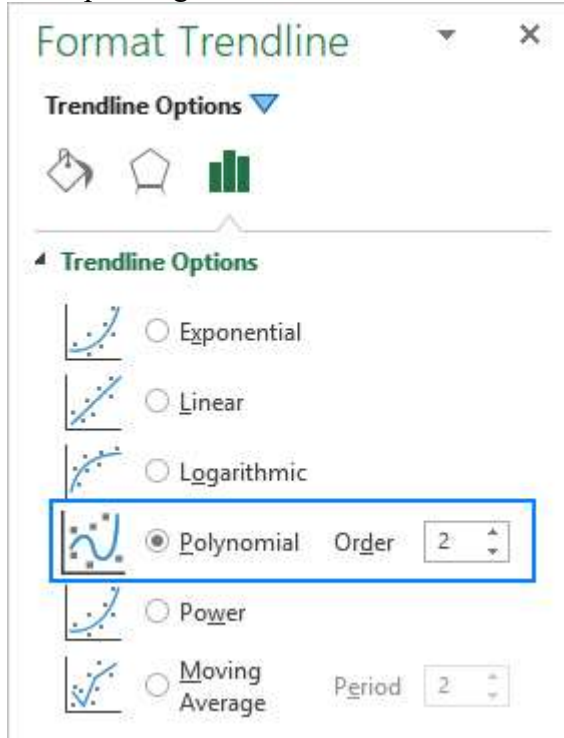 Format Trendline
Trendline Options
Trendline Options
Exponential
Linear
Logarithmic
Polynomial Order 2
Power
Moving
Average Period 2